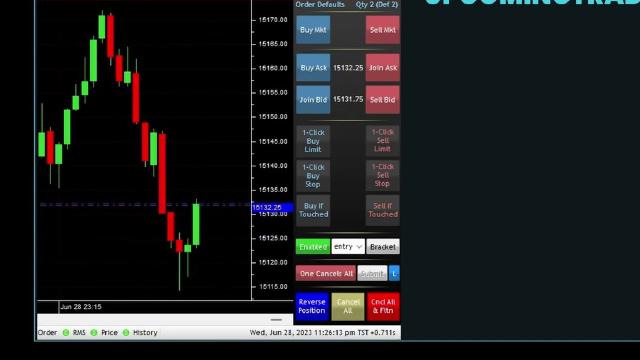 Order Defaults Qty 2 (Def 2)
15170.00
15165.00
15160.00
15155.00
15150.00
15145.00
15140.00
15135.00
15132.25
15130.00
15125.00
15120.00
15115.00
Jun 28 23:15
Buy Mkt
Sell Mkt
Buy Ask 15132.25 Join Ask
Join Bid 15131.75 Sell Bid
1-Click
Buy
Limit
1-Click
Sell
Limit
1-Click
Buy
Stop
1-Click
Sell
Stop
Buy If
Touched
Sell If
Touched
Enabled entry Bracket
One Cancels All Submit L
Reverse
Position
Cancel
All
Cncl All
& Fltn
Order RMS Price History Wed, Jun 28, 2023 11:26:13 pm TST +0.711s